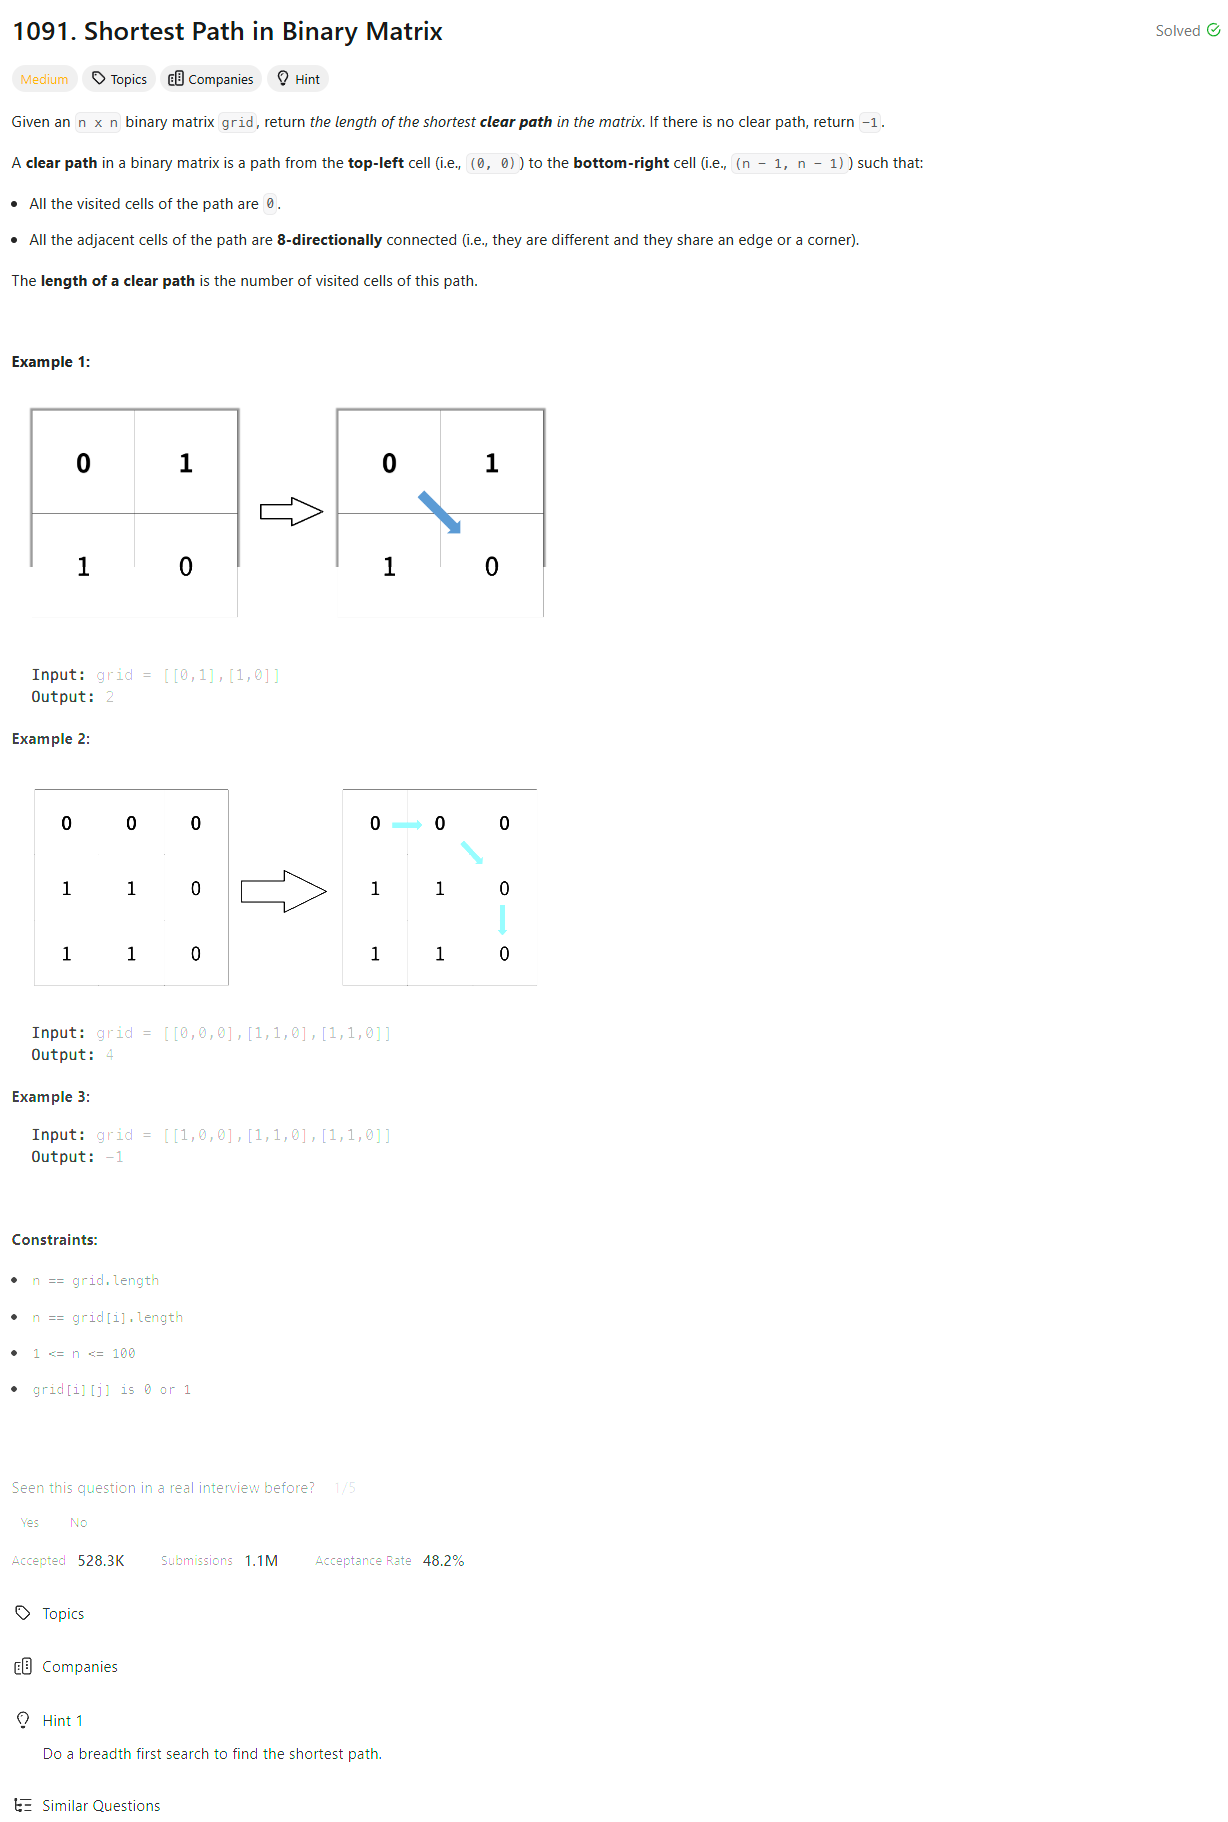 1091. Shortest Path in Binary Matrix
Solved
Medium Topics Companies Hint
Given an n x n binary matrix grid, return the length of the shortest clear path in the matrix. If there is no clear path, return -1.
A clear path in a binary matrix is a path from the top-left cell (i.e., (0, 0)) to the bottom-right cell (i.e., (n - 1, n - 1)) such that:
• All the visited cells of the path are 0.
• All the adjacent cells of the path are 8-directionally connected (i.e., they are different and they share an edge or a corner).
The length of a clear path is the number of visited cells of this path.
Example 1:
0 1 0 1
1 0 1 0
Input: grid = [[0,1],[1,0]]
Output: 2
Example 2:
0 0 0 0 0 0
1 1 0 1 1 0
1 1 0 1 1 0
Input: grid = [[0,0,0],[1,1,0],[1,1,0]]
Output: 4
Example 3:
Input: grid = [[1,0,0],[1,1,0],[1,1,0]]
Output: -1
Constraints:
• n == grid.length
• n == grid[i].length
• 1 <= n <= 100
• grid[i][j] is 0 or 1
Seen this question in a real interview before? 1/5
Yes No
Accepted 528.3K Submissions 1.1M Acceptance Rate 48.2%
Topics
Companies
Hint 1
Do a breadth first search to find the shortest path.
Similar Questions